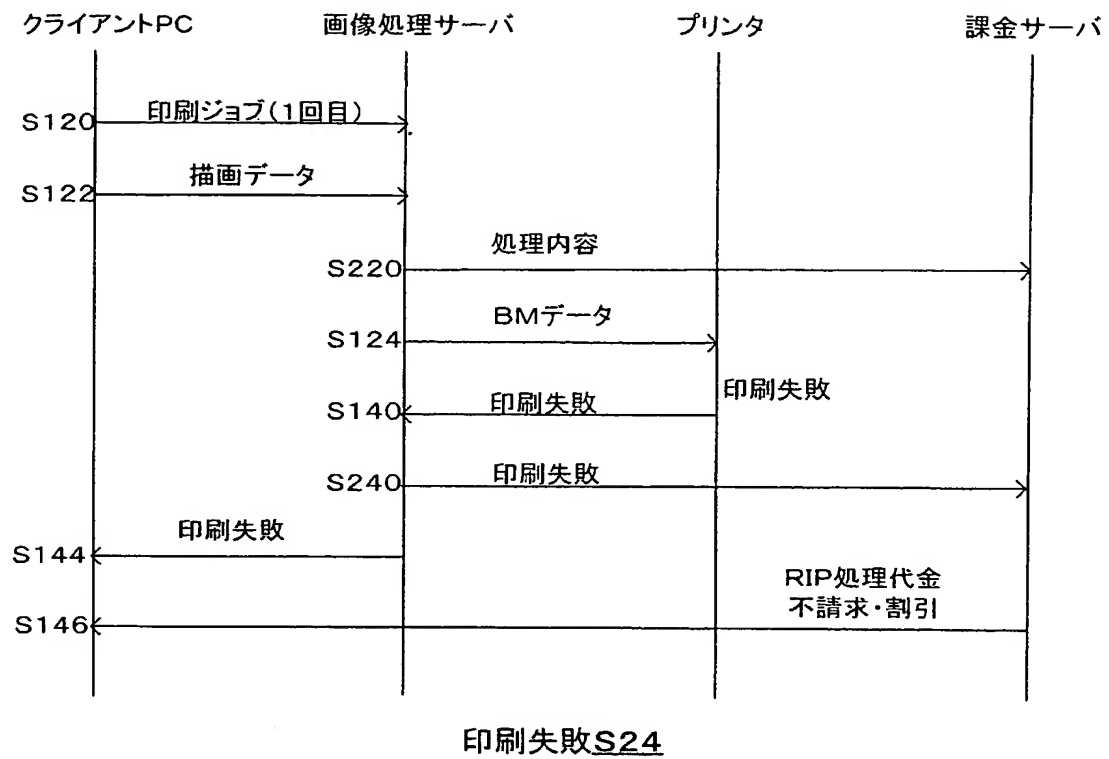 クライアントPC 画像処理サーバ プリンタ 課金サーバ
S120 印刷ジョブ(1回目)
S122 描画データ
S220 処理内容
S124 BMデータ
印刷失敗
S140 印刷失敗
S240 印刷失敗
S144 印刷失敗
RIP処理代金
不請求・割引
S146
印刷失敗S24